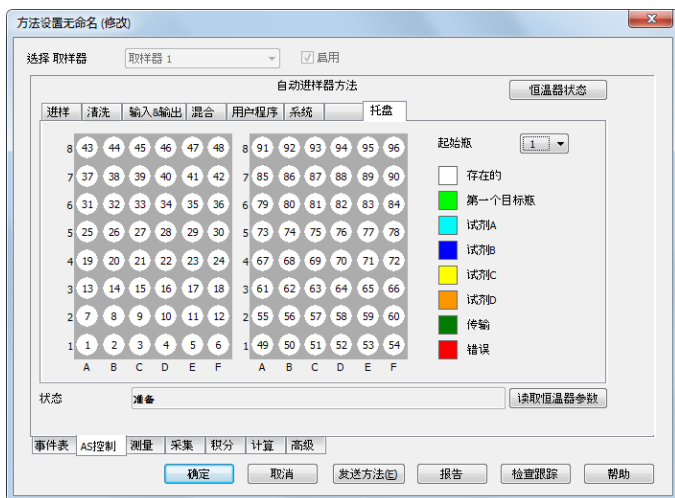 方法设置无命名 (修改)
选择 取样器 取样器 1 启用
自动进样器方法 恒温器状态
进样 清洗 输入&输出 混合 用户程序 系统 托盘
8 43 44 45 46 47 48 8 91 92 93 94 95 96 起始瓶 1
7 37 38 39 40 41 42 7 85 86 87 88 89 90 存在的
6 31 32 33 34 35 36 6 79 80 81 82 83 84 第一个目标瓶
5 25 26 27 28 29 30 5 73 74 75 76 77 78 试剂A
4 19 20 21 22 23 24 4 67 68 69 70 71 72 试剂B
3 13 14 15 16 17 18 3 61 62 63 64 65 66 试剂C
试剂D
2 7 8 9 10 11 12 2 55 56 57 58 59 60 传输
1 1 2 3 4 5 6 1 49 50 51 52 53 54 错误
A B C D E F A B C D E F
状态 准备 读取恒温器参数
事件表 AS控制 测量 采集 积分 计算 高级
确定 取消 发送方法(E) 报告 检查跟踪 帮助